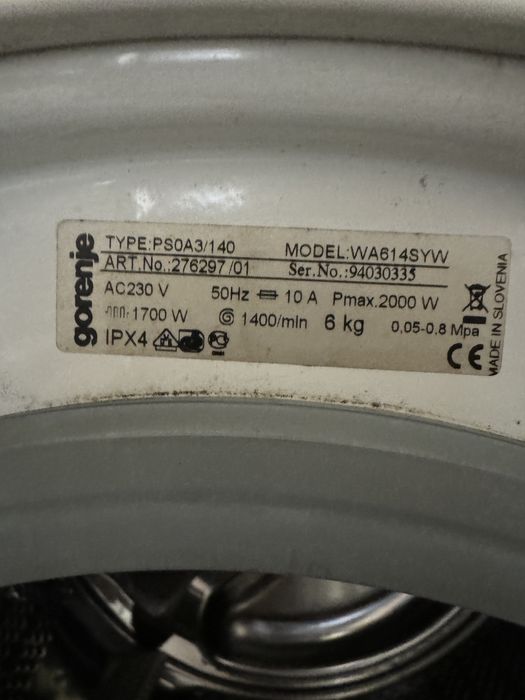 gorenje
TYPE:PS0A3/140 MODEL:WA614SYW
ART.No.:276297/01 Ser.No.:94030335
AC230 V 50Hz 10 A Pmax.2000 W
1700 W 1400/min 6 kg 0,05-0.8 Mpa
IPX4 CE
MADE IN SLOVENIA